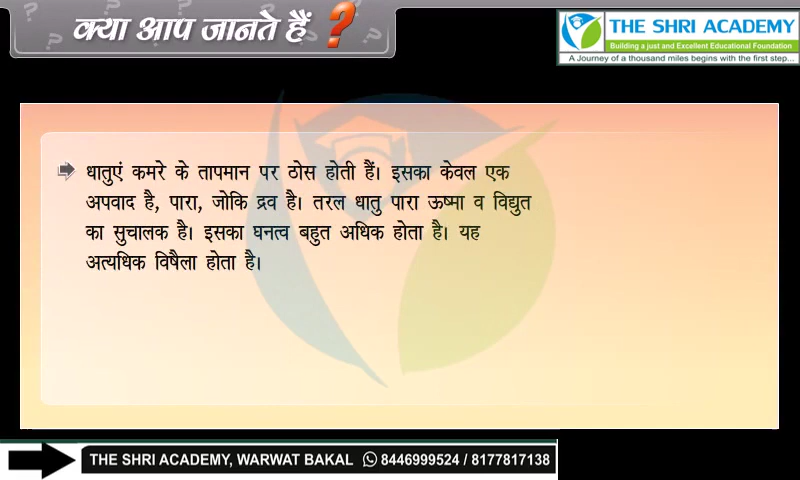 क्या आप जानते हैं ?
THE SHRI ACADEMY
Building a just and Excellent Educational Foundation
A Journey of a thousand miles begins with the first step...
धातुएं कमरे के तापमान पर ठोस होती हैं। इसका केवल एक
अपवाद है, पारा, जोकि द्रव है। तरल धातु पारा ऊष्मा व विद्युत
का सुचालक है। इसका घनत्व बहुत अधिक होता है। यह
अत्यधिक विषैला होता है।
THE SHRI ACADEMY, WARWAT BAKAL 8446999524 / 8177817138